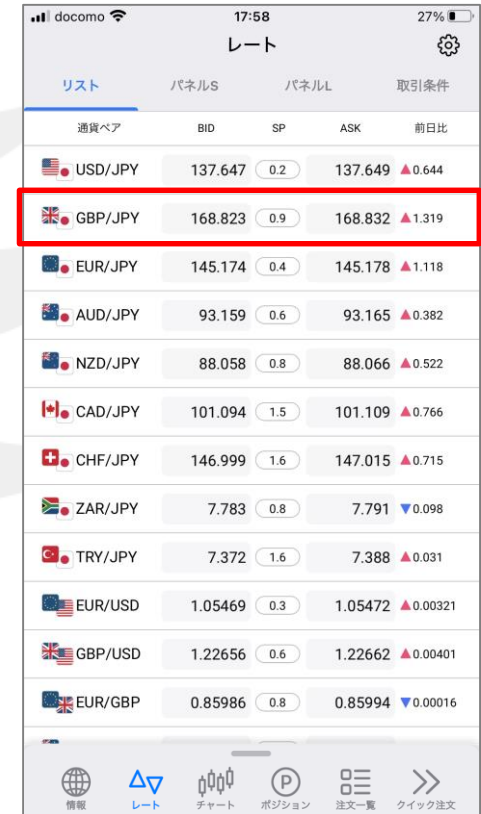 docomo 17:58 27%
レート
リスト パネルS パネルL 取引条件
通貨ペア BID SP ASK 前日比
USD/JPY 137.647 0.2 137.649 ▲0.644
GBP/JPY 168.823 0.9 168.832 ▲1.319
EUR/JPY 145.174 0.4 145.178 ▲1.118
AUD/JPY 93.159 0.6 93.165 ▲0.382
NZD/JPY 88.058 0.8 88.066 ▲0.522
CAD/JPY 101.094 1.5 101.109 ▲0.766
CHF/JPY 146.999 1.6 147.015 ▲0.715
ZAR/JPY 7.783 0.8 7.791 ▼0.098
TRY/JPY 7.372 1.6 7.388 ▲0.031
EUR/USD 1.05469 0.3 1.05472 ▲0.00321
GBP/USD 1.22656 0.6 1.22662 ▲0.00401
EUR/GBP 0.85986 0.8 0.85994 ▼0.00016
情報 レート チャート P ポジション 注文一覧 クイック注文